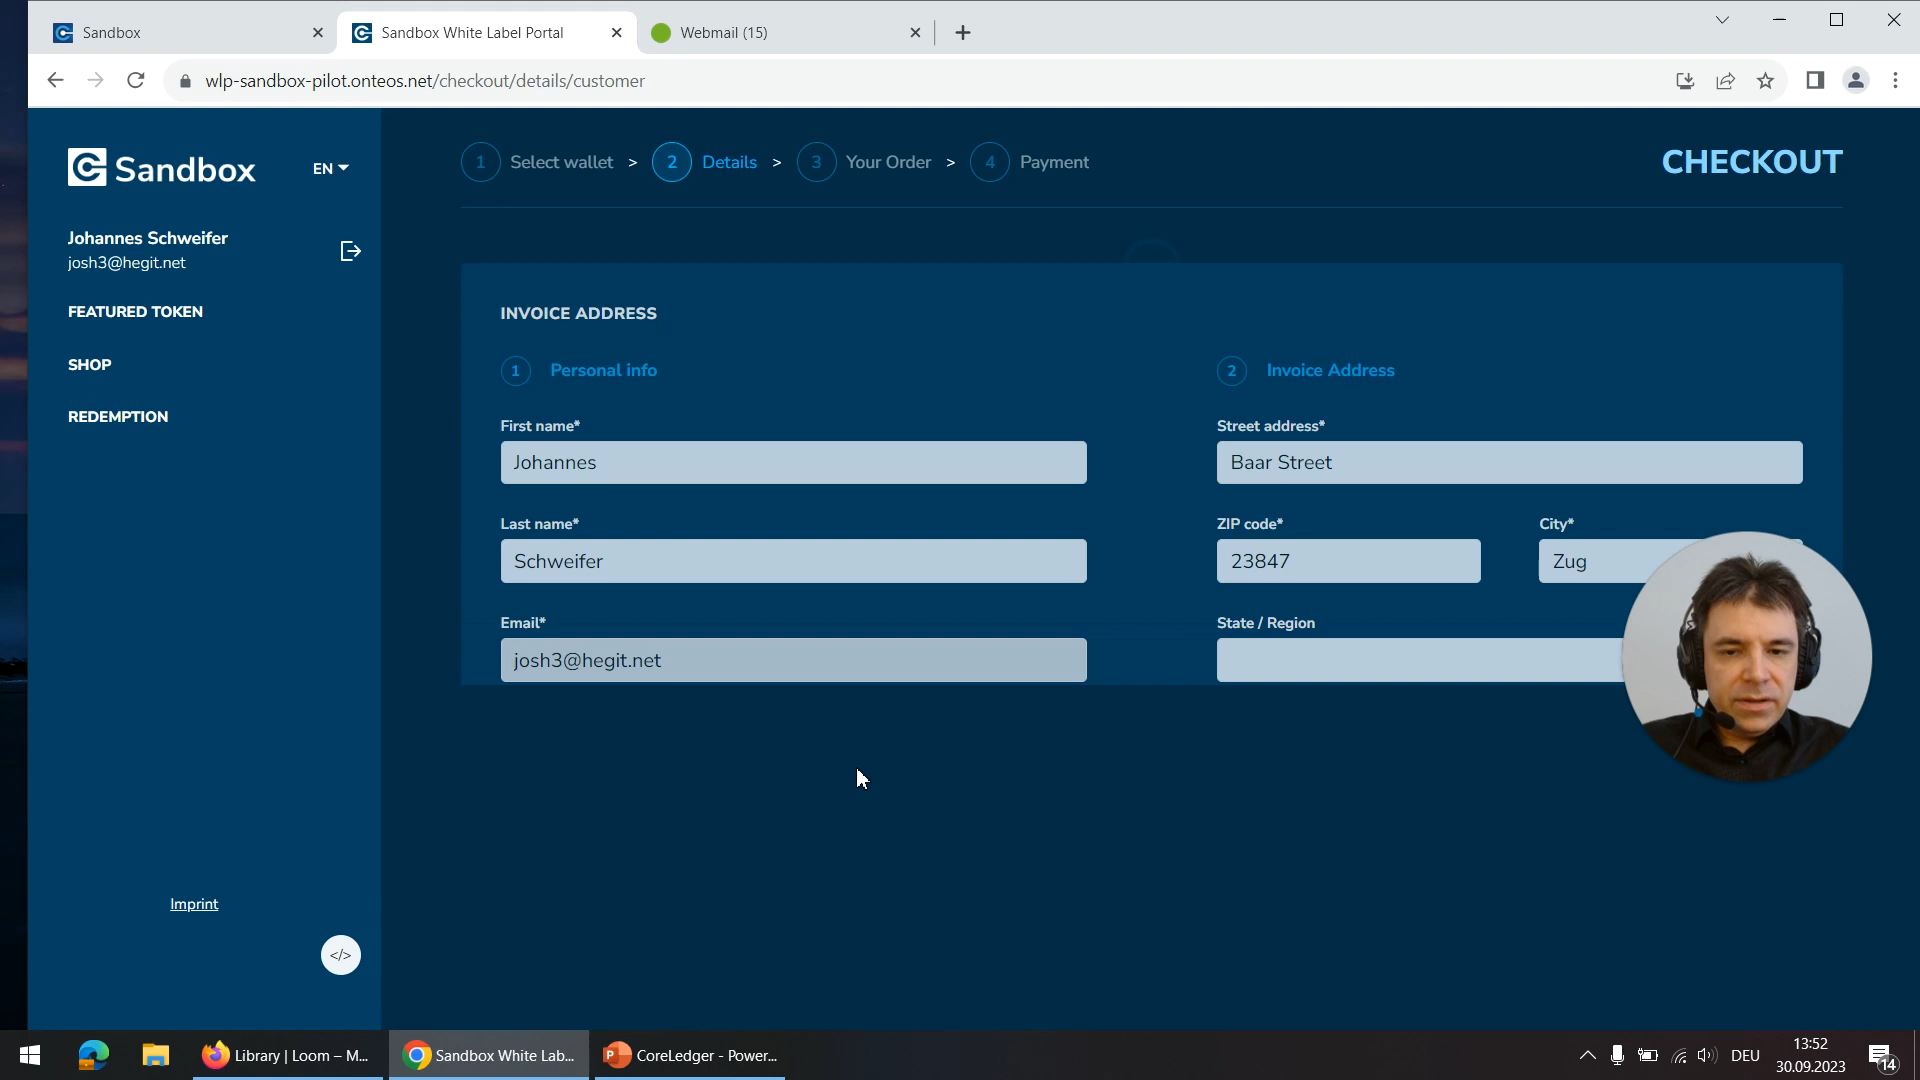 Sandbox
Sandbox White Label Portal
Webmail (15)
wlp-sandbox-pilot.onteos.net/checkout/details/customer
Sandbox
EN
1 Select wallet > 2 Details > 3 Your Order > 4 Payment
CHECKOUT
Johannes Schweifer
josh3@hegit.net
FEATURED TOKEN
SHOP
REDEMPTION
INVOICE ADDRESS
1 Personal info
First name*
Johannes
Last name*
Schweifer
Email*
josh3@hegit.net
2 Invoice Address
Street address*
Baar Street
ZIP code*
23847
City*
Zug
State / Region
Imprint
</>
Library | Loom – M...
Sandbox White Lab...
CoreLedger - Power...
DEU
13:52
30.09.2023
14